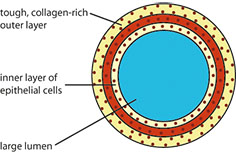 tough, collagen-rich
outer layer
inner layer of
epithelial cells
large lumen